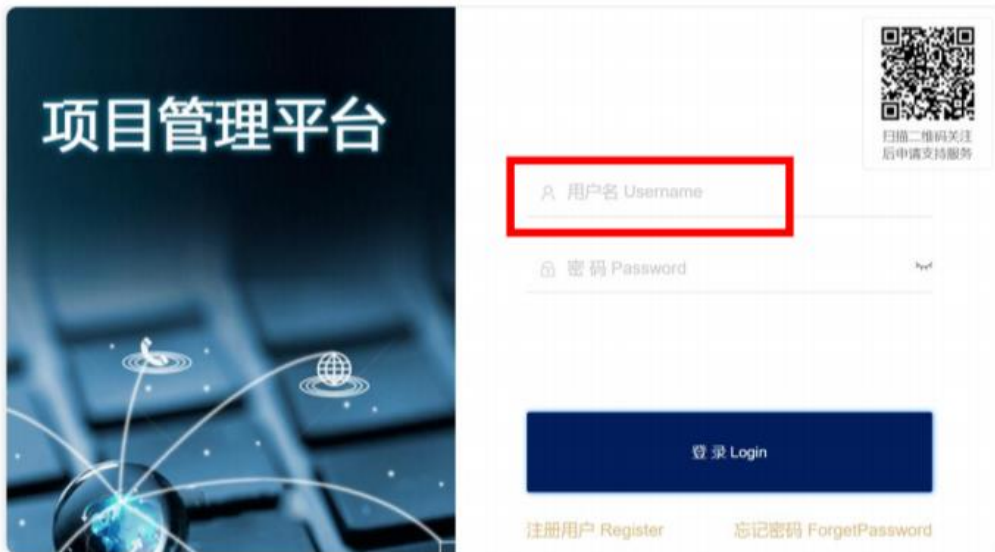 项目管理平台
扫描二维码关注
后申请支持服务
用户名 Username
密 码 Password
登 录 Login
注册用户 Register
忘记密码 ForgetPassword